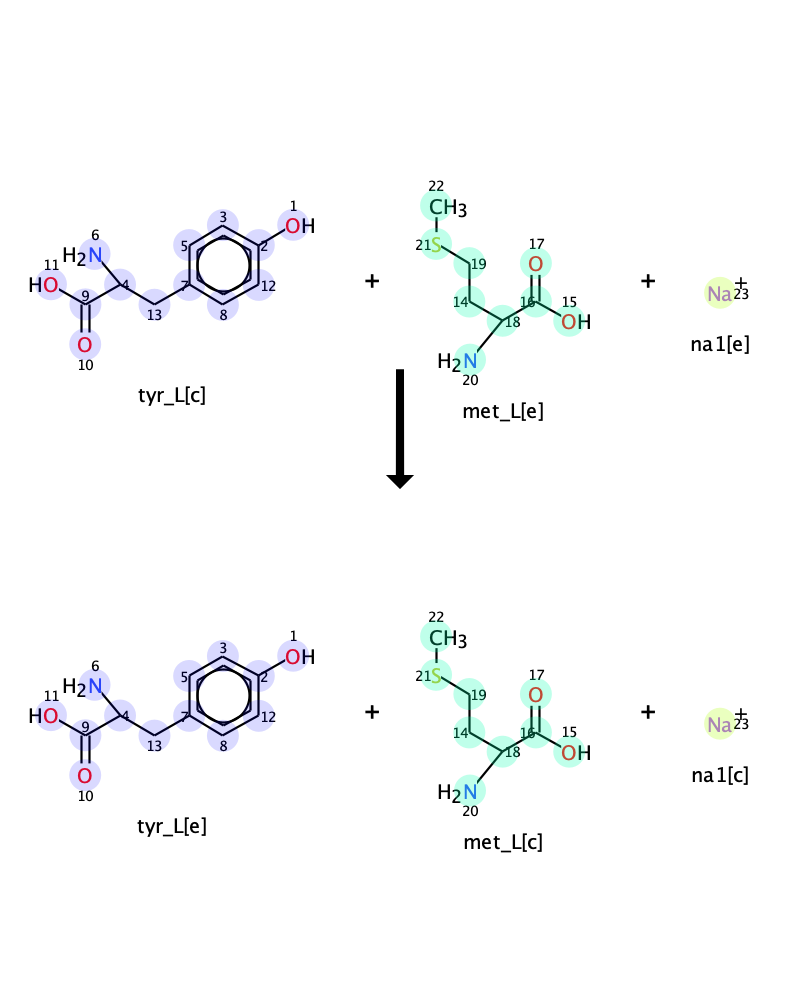 1
OH
3
6
5
2
H2N
11
HO
4
7
12
9
13
8
O
10
tyr_L[c]
+
22
CH3
21
S
17
19
O
14
16
15
18
OH
H2N
20
met_L[e]
+
Na+
23
na1[e]
1
OH
3
6
5
2
H2N
11
HO
4
7
12
9
13
8
O
10
tyr_L[e]
+
22
CH3
21
S
17
19
O
14
16
15
18
OH
H2N
20
met_L[c]
+
Na+
23
na1[c]